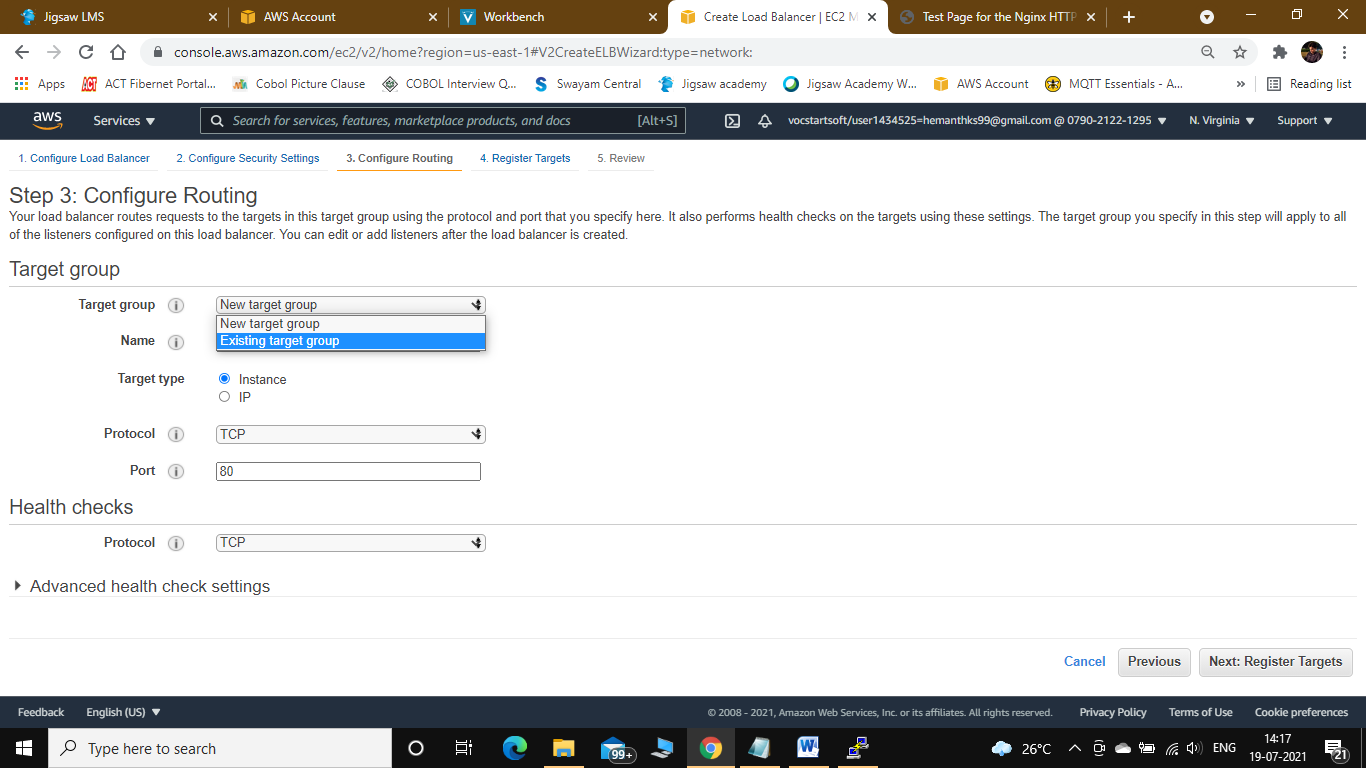 Jigsaw LMS
AWS Account
Workbench
Create Load Balancer | EC2 M
Test Page for the Nginx HTTP
console.aws.amazon.com/ec2/v2/home?region=us-east-1#V2CreateELBWizard:type=network:
Apps
ACT Fibernet Portal...
Cobol Picture Clause
COBOL Interview Q...
Swayam Central
Jigsaw academy
Jigsaw Academy W...
AWS Account
MQTT Essentials - A...
»
Reading list
aws
Services
Search for services, features, marketplace products, and docs
[Alt+S]
vocstartsoft/user1434525=hemanthks99@gmail.com @ 0790-2122-1295
N. Virginia
Support
1. Configure Load Balancer
2. Configure Security Settings
3. Configure Routing
4. Register Targets
5. Review
Step 3: Configure Routing
Your load balancer routes requests to the targets in this target group using the protocol and port that you specify here. It also performs health checks on the targets using these settings. The target group you specify in this step will apply to all
of the listeners configured on this load balancer. You can edit or add listeners after the load balancer is created.
Target group
Target group
New target group
New target group
Existing target group
Name
Target type
Instance
IP
Protocol
TCP
Port
80
Health checks
Protocol
TCP
Advanced health check settings
Cancel
Previous
Next: Register Targets
Feedback
English (US)
© 2008 - 2021, Amazon Web Services, Inc. or its affiliates. All rights reserved.
Privacy Policy
Terms of Use
Cookie preferences
Type here to search
99+
26°C
ENG
14:17
19-07-2021
21